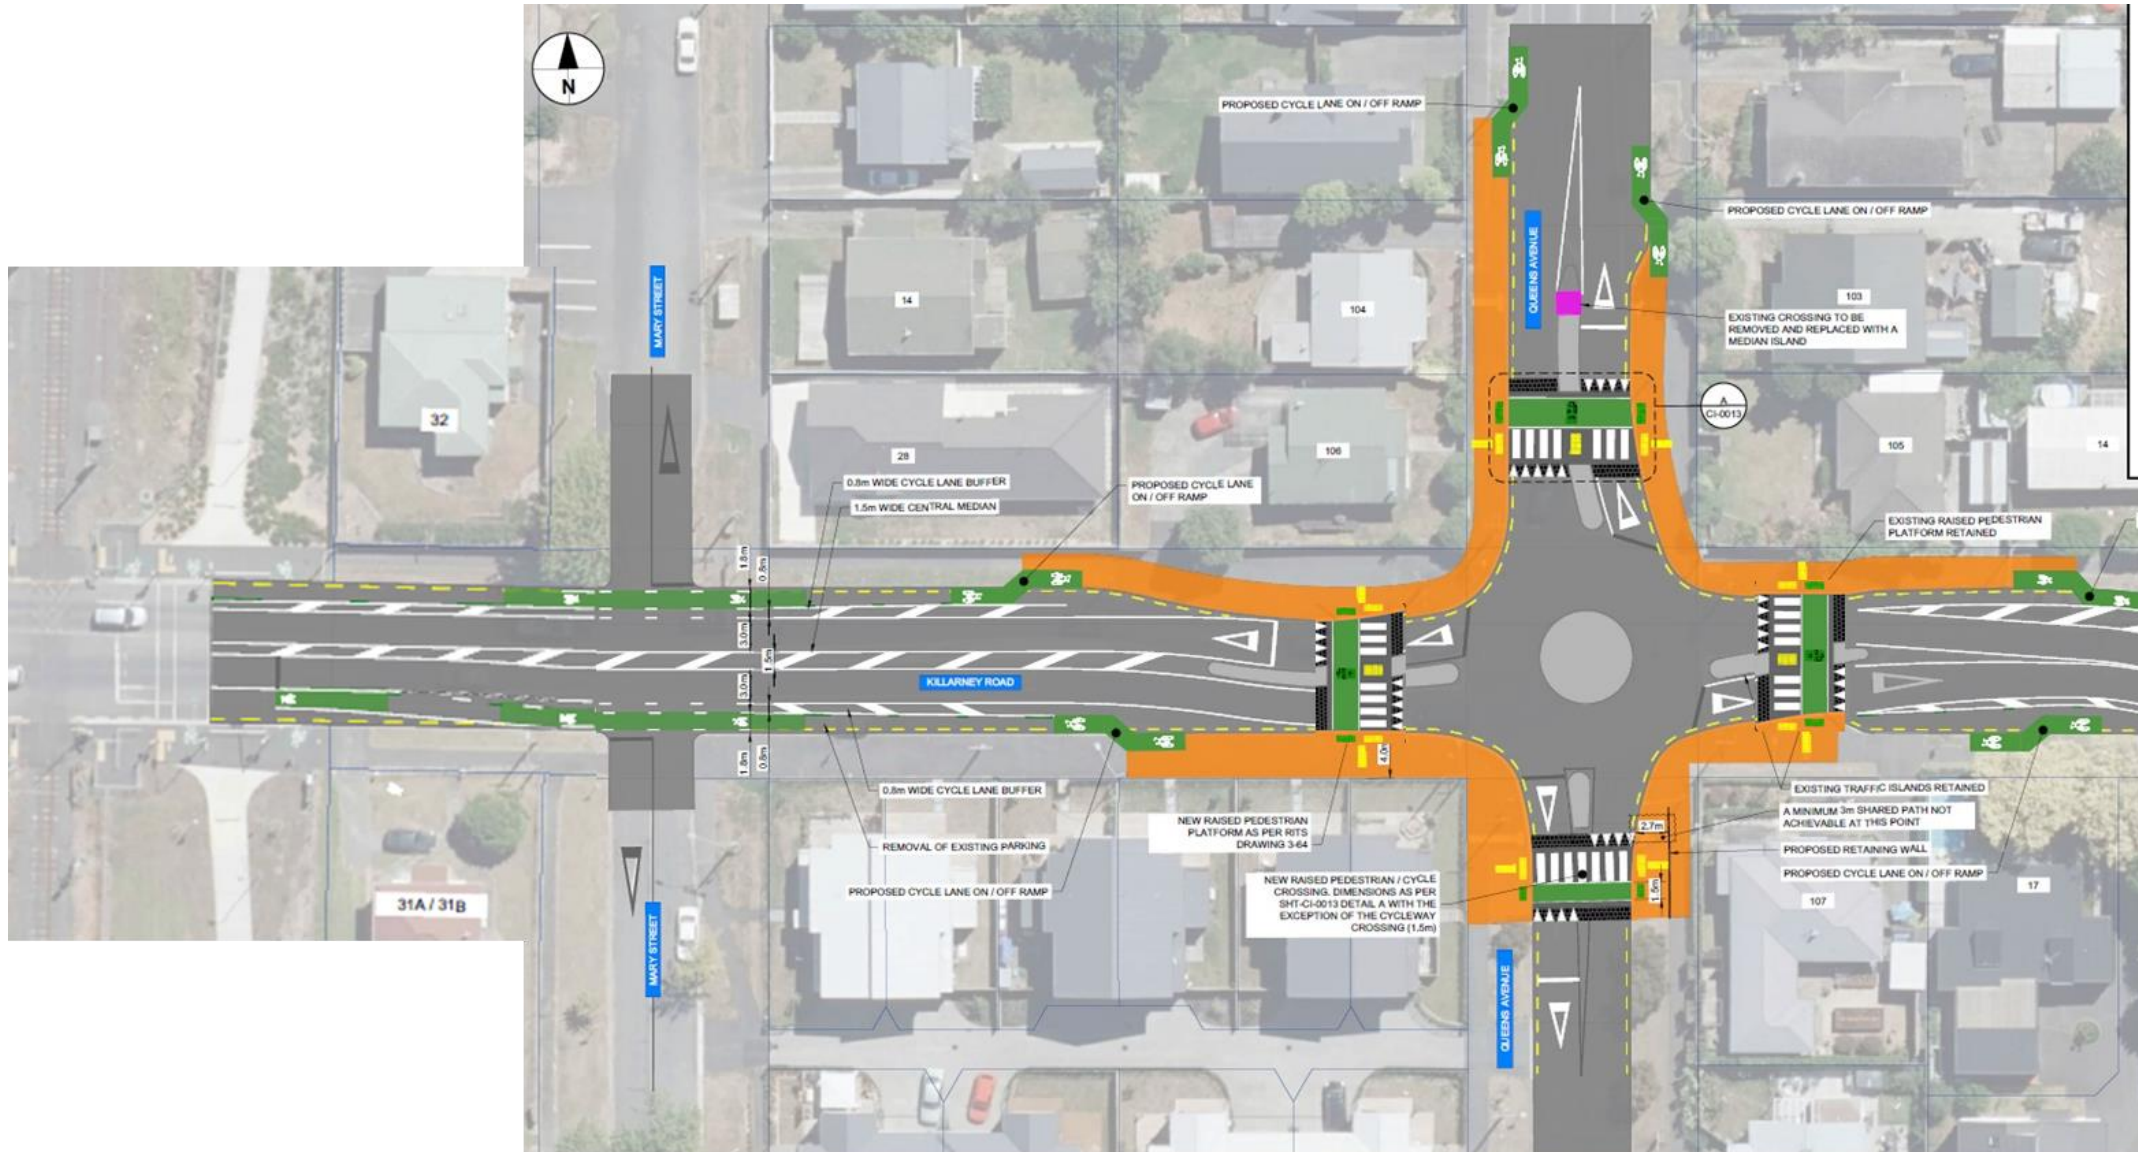 N
PROPOSED CYCLE LANE ON / OFF RAMP
PROPOSED CYCLE LANE ON / OFF RAMP
QUEENS AVENUE
MARY STREET
14
104
103
EXISTING CROSSING TO BE
REMOVED AND REPLACED WITH A
MEDIAN ISLAND
A
CI-0013
32
28
106
105
14
0.8m WIDE CYCLE LANE BUFFER
1.5m WIDE CENTRAL MEDIAN
PROPOSED CYCLE LANE
ON / OFF RAMP
EXISTING RAISED PEDESTRIAN
PLATFORM RETAINED
1.8m
0.8m
3.0m
1.5m
3.0m
KILLARNEY ROAD
1.8m
0.8m
4.0m
0.8m WIDE CYCLE LANE BUFFER
REMOVAL OF EXISTING PARKING
PROPOSED CYCLE LANE ON / OFF RAMP
NEW RAISED PEDESTRIAN
PLATFORM AS PER RITS
DRAWING 3-64
EXISTING TRAFFIC ISLANDS RETAINED
A MINIMUM 3m SHARED PATH NOT
ACHIEVABLE AT THIS POINT
2.7m
PROPOSED RETAINING WALL
PROPOSED CYCLE LANE ON / OFF RAMP
NEW RAISED PEDESTRIAN / CYCLE
CROSSING. DIMENSIONS AS PER
SHT-CI-0013 DETAIL A WITH THE
EXCEPTION OF THE CYCLEWAY
CROSSING (1.5m)
1.5m
31A / 31B
107
17
MARY STREET
QUEENS AVENUE